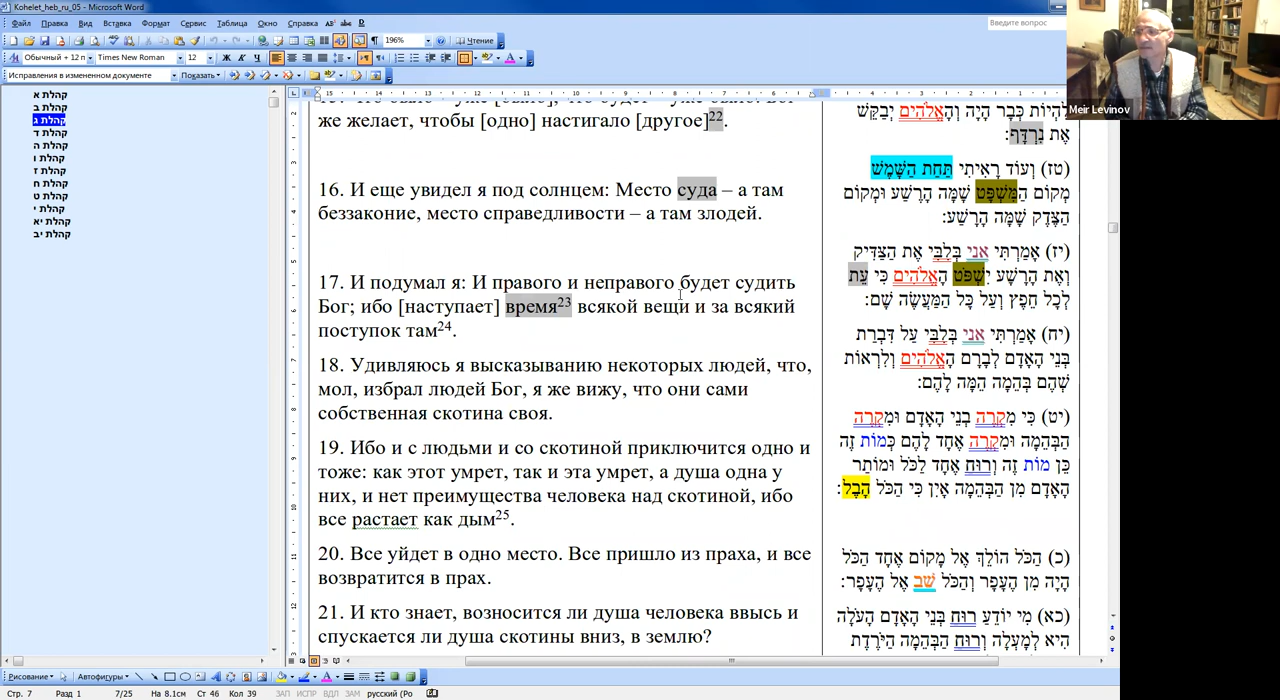 Kohelet_heb_ru_05 - Microsoft Word
Файл Правка Вид Вставка Формат Сервис Таблица Окно Справка
Введите вопрос
196% Чтение
Обычный + 12 п Times New Roman 12 Ж К Ч
Исправления в измененном документе Показать
Meir Levinov
קהלת א
קהלת ב
קהלת ג
קהלת ד
קהלת ה
קהלת ו
קהלת ז
קהלת ח
קהלת ט
קהלת י
קהלת יא
קהלת יב
же желает, чтобы [одно] настигало [другое]22.
16. И еще увидел я под солнцем: Место суда – а там
беззаконие, место справедливости – а там злодей.
17. И подумал я: И правого и неправого будет судить
Бог; ибо [наступает] время23 всякой вещи и за всякий
поступок там24.
18. Удивляюсь я высказыванию некоторых людей, что,
мол, избрал людей Бог, я же вижу, что они сами
собственная скотина своя.
19. Ибо и с людьми и со скотиной приключится одно и
тоже: как этот умрет, так и эта умрет, а душа одна у
них, и нет преимущества человека над скотиной, ибо
все растает как дым25.
20. Все уйдет в одно место. Все пришло из праха, и все
возвратится в прах.
21. И кто знает, возносится ли душа человека ввысь и
спускается ли душа скотины вниз, в землю?
לִהְיוֹת כְּבָר הָיָה וְהָאֱלֹהִים יְבַקֵּשׁ
אֶת נִרְדָּף:
(טז) וְעוֹד רָאִיתִי תַּחַת הַשָּׁמֶשׁ
מְקוֹם הַמִּשְׁפָּט שָׁמָּה הָרֶשַׁע וּמְקוֹם
הַצֶּדֶק שָׁמָּה הָרָשַׁע:
(יז) אָמַרְתִּי אֲנִי בְּלִבִּי אֶת הַצַּדִּיק
וְאֶת הָרָשָׁע יִשְׁפֹּט הָאֱלֹהִים כִּי עֵת
לְכָל חֵפֶץ וְעַל כָּל הַמַּעֲשֶׂה שָׁם:
(יח) אָמַרְתִּי אֲנִי בְּלִבִּי עַל דִּבְרַת
בְּנֵי הָאָדָם לְבָרָם הָאֱלֹהִים וְלִרְאוֹת
שְׁהֶם בְּהֵמָה הֵמָּה לָהֶם:
(יט) כִּי מִקְרֶה בְנֵי הָאָדָם וּמִקְרֶה
הַבְּהֵמָה וּמִקְרֶה אֶחָד לָהֶם כְּמוֹת זֶה
כֵּן מוֹת זֶה וְרוּחַ אֶחָד לַכֹּל וּמוֹתַר
הָאָדָם מִן הַבְּהֵמָה אָיִן כִּי הַכֹּל הָבֶל:
(כ) הַכֹּל הוֹלֵךְ אֶל מָקוֹם אֶחָד הַכֹּל
הָיָה מִן הֶעָפָר וְהַכֹּל שָׁב אֶל הֶעָפָר:
(כא) מִי יוֹדֵעַ רוּחַ בְּנֵי הָאָדָם הָעֹלָה
הִיא לְמָעְלָה וְרוּחַ הַבְּהֵמָה הַיֹּרֶדֶת
Рисование Автофигуры
Стр. 7 Разд 1 7/25 На 8.1см Ст 46 Кол 39 ЗАП ИСПР ВДЛ ЗАМ русский (Ро